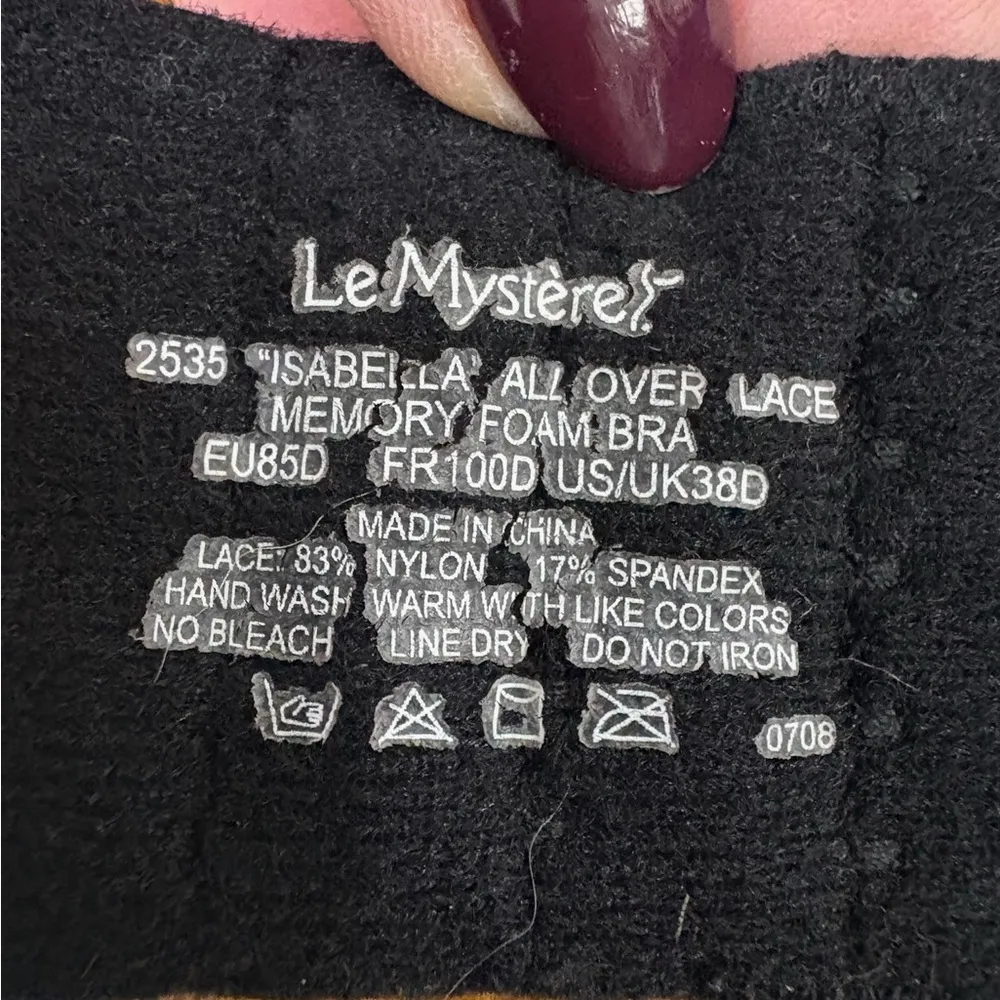 Le Mystère
2535 "ISABELLA" ALL OVER LACE
MEMORY FOAM BRA
EU85D FR100D US/UK38D
MADE IN CHINA
LACE: 83% NYLON 17% SPANDEX
HAND WASH WARM WITH LIKE COLORS
NO BLEACH LINE DRY DO NOT IRON
0708